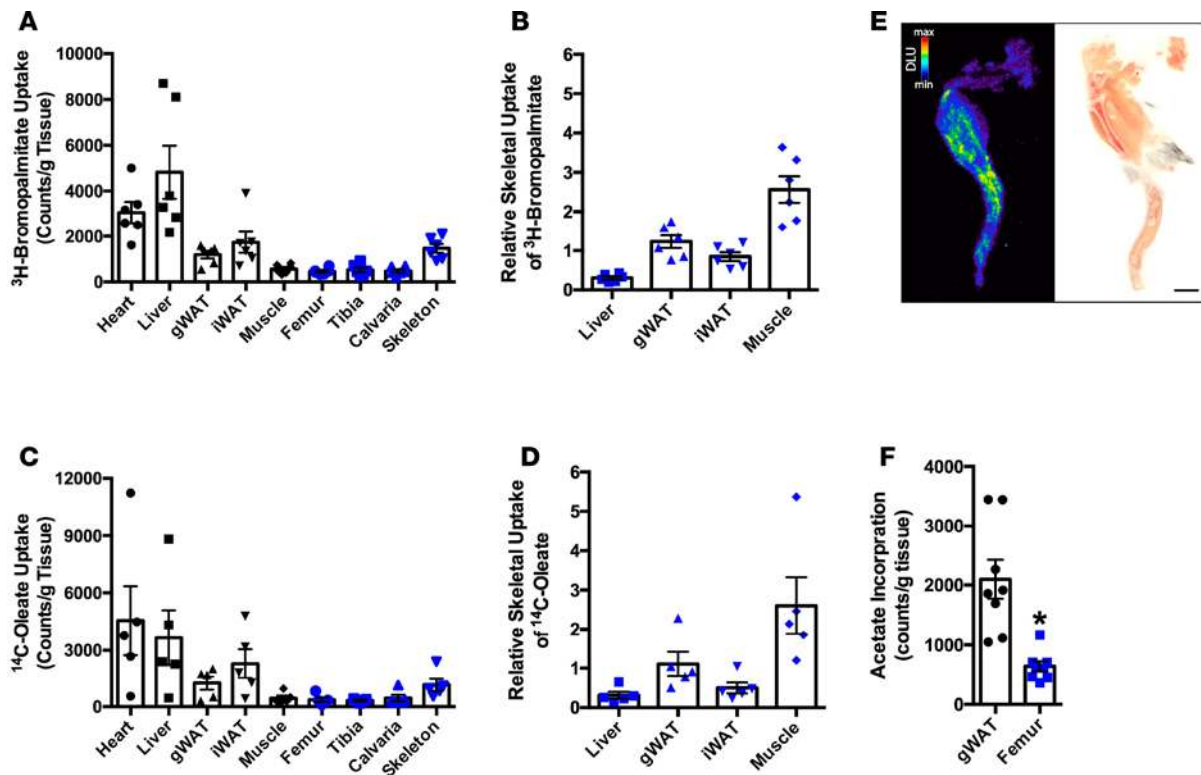 A
³H-Bromopalmitate Uptake
(Counts/g Tissue)
10000
8000
6000
4000
2000
0
Heart
Liver
gWAT
iWAT
Muscle
Femur
Tibia
Calvaria
Skeleton
B
Relative Skeletal Uptake
of ³H-Bromopalmitate
6
5
4
3
2
1
0
Liver
gWAT
iWAT
Muscle
E
DLU
max
min
C
¹⁴C-Oleate Uptake
(Counts/g Tissue)
12000
9000
6000
3000
0
Heart
Liver
gWAT
iWAT
Muscle
Femur
Tibia
Calvaria
Skeleton
D
Relative Skeletal Uptake
of ¹⁴C-Oleate
6
5
4
3
2
1
0
Liver
gWAT
iWAT
Muscle
F
Acetate Incorpration
(counts/g tissue)
4000
3000
2000
1000
0
*
gWAT
Femur